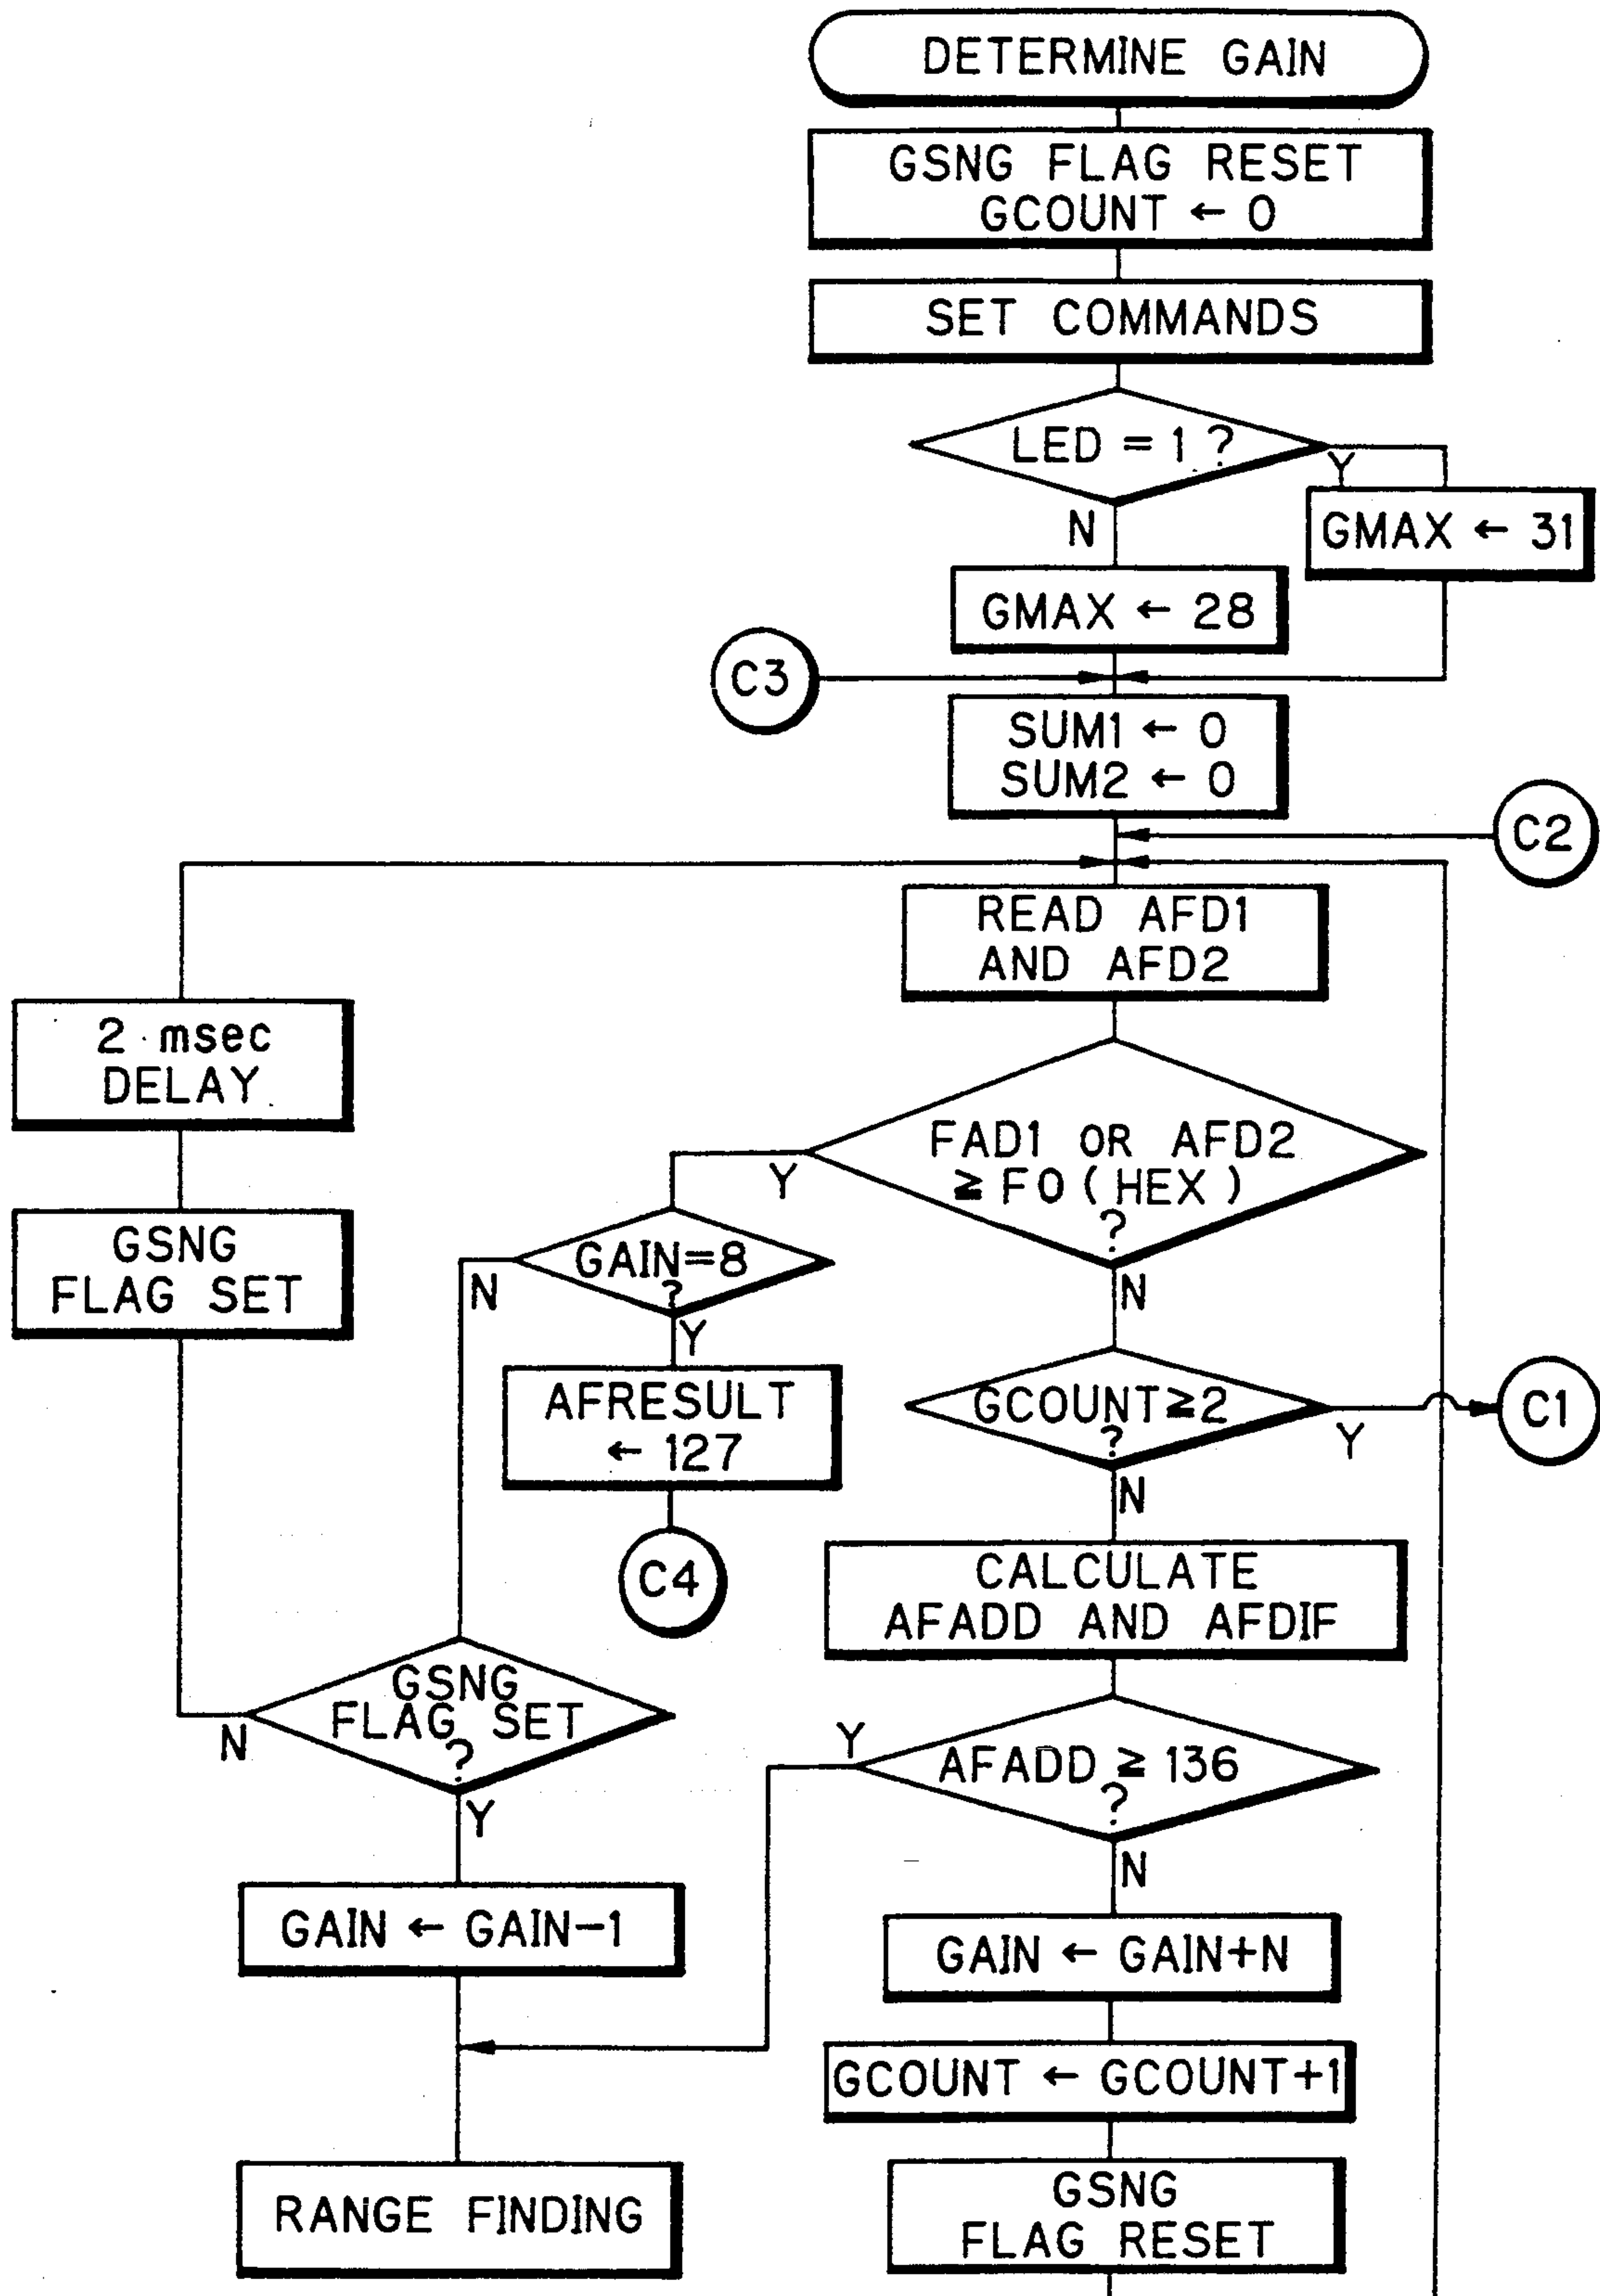 DETERMINE GAIN
GSNG FLAG RESET
GCOUNT ← 0
SET COMMANDS
LED = 1 ?
Y
N
GMAX ← 31
GMAX ← 28
C3
SUM1 ← 0
SUM2 ← 0
C2
READ AFD1
AND AFD2
2 msec
DELAY
FAD1 OR AFD2
≧ F0 ( HEX )
?
Y
N
GSNG
FLAG SET
GAIN=8
?
N
Y
AFRESULT
← 127
C4
GCOUNT≧2
?
Y
N
C1
CALCULATE
AFADD AND AFDIF
GSNG
FLAG SET
?
N
Y
AFADD ≧ 136
?
Y
N
GAIN ← GAIN-1
GAIN ← GAIN+N
GCOUNT ← GCOUNT+1
RANGE FINDING
GSNG
FLAG RESET